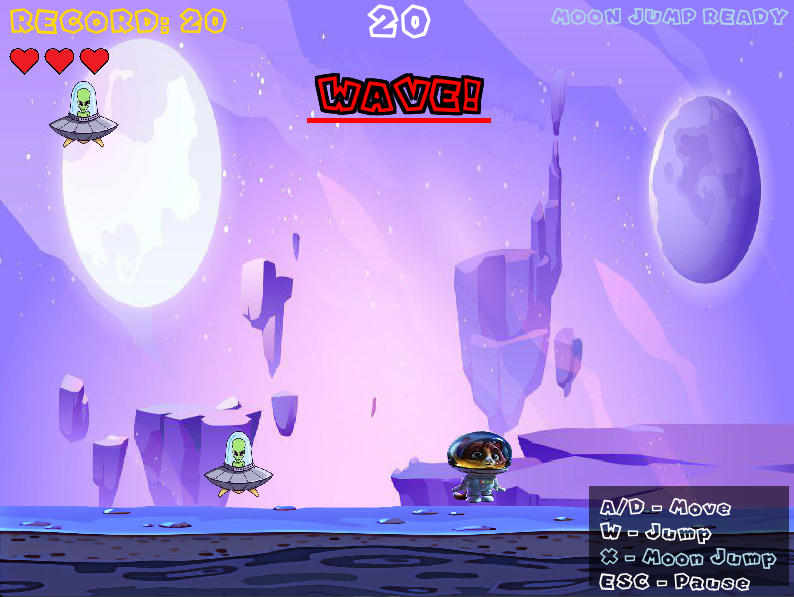 RECORD: 20
20
MOON JUMP READY
WAVE!
A/D - Move
W - Jump
X - Moon Jump
ESC - Pause